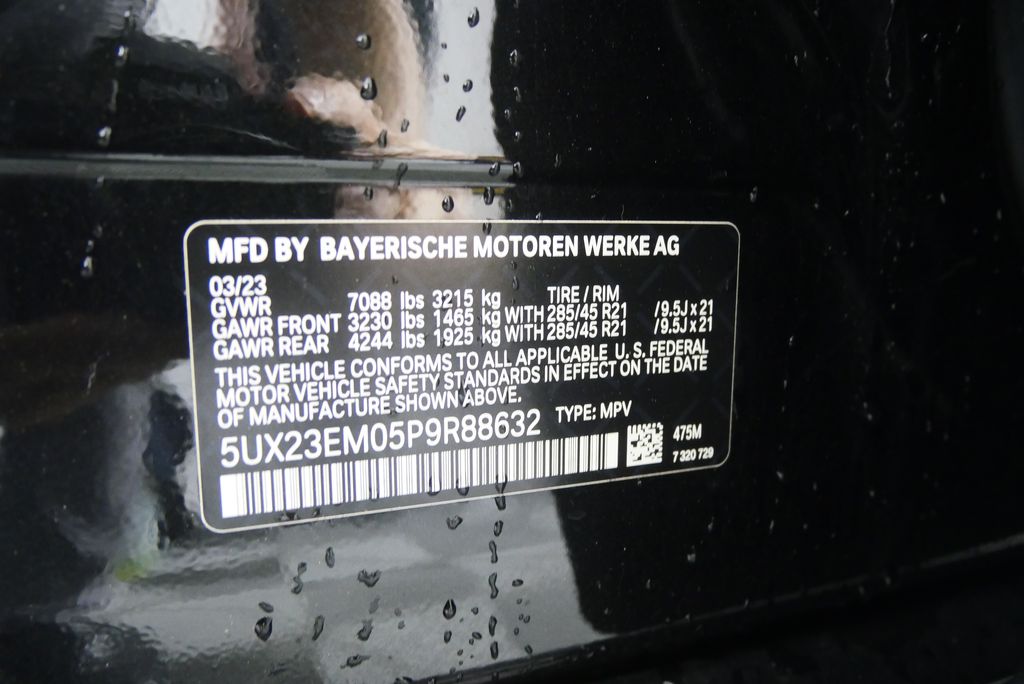 MFD BY BAYERISCHE MOTOREN WERKE AG
03/23
GVWR 7088 lbs 3215 kg TIRE / RIM
GAWR FRONT 3230 lbs 1465 kg WITH 285/45 R21 /9.5J x 21
GAWR REAR 4244 lbs 1925 kg WITH 285/45 R21 /9.5J x 21
THIS VEHICLE CONFORMS TO ALL APPLICABLE U. S. FEDERAL
MOTOR VEHICLE SAFETY STANDARDS IN EFFECT ON THE DATE
OF MANUFACTURE SHOWN ABOVE.
5UX23EM05P9R88632 TYPE: MPV
475M
7 320 729